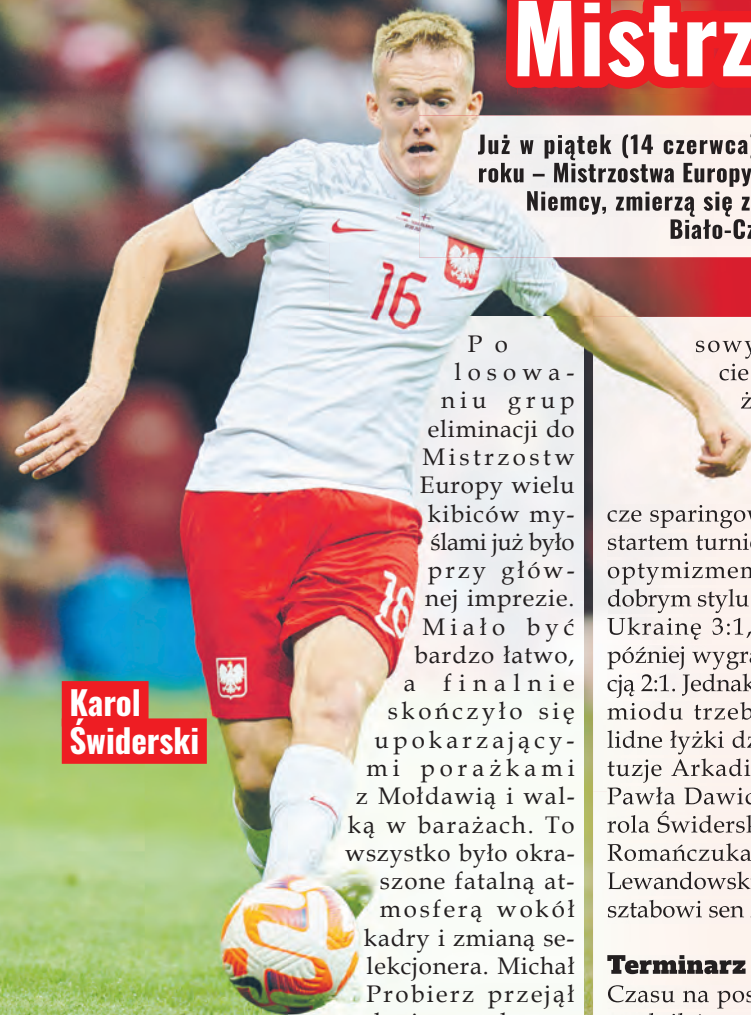 Mistrz
Już w piątek (14 czerwca)
roku – Mistrzostwa Europy
Niemcy, zmierzą się z
Biało-Cz
16
16
Karol
Świderski
Po
losowa-
niu grup
eliminacji do
Mistrzostw
Europy wielu
kibiców my-
ślami już było
przy głów-
nej imprezie.
Miało być
bardzo łatwo,
a finalnie
skończyło się
upokarzający-
mi porażkami
z Mołdawią i wal-
ką w barażach. To
wszystko było okra-
szone fatalną at-
mosferą wokół
kadry i zmianą se-
lekcjonera. Michał
Probierz przejął
sowy
cie
ż
cze sparingow
startem turnie
optymizmem
dobrym stylu
Ukrainę 3:1,
później wygra
cją 2:1. Jednak
miodu trzeb
lidne łyżki dz
tuzje Arkadi
Pawła Dawid
rola Świdersk
Romańczuka
Lewandowsk
sztabowi sen
Terminarz
Czasu na pos